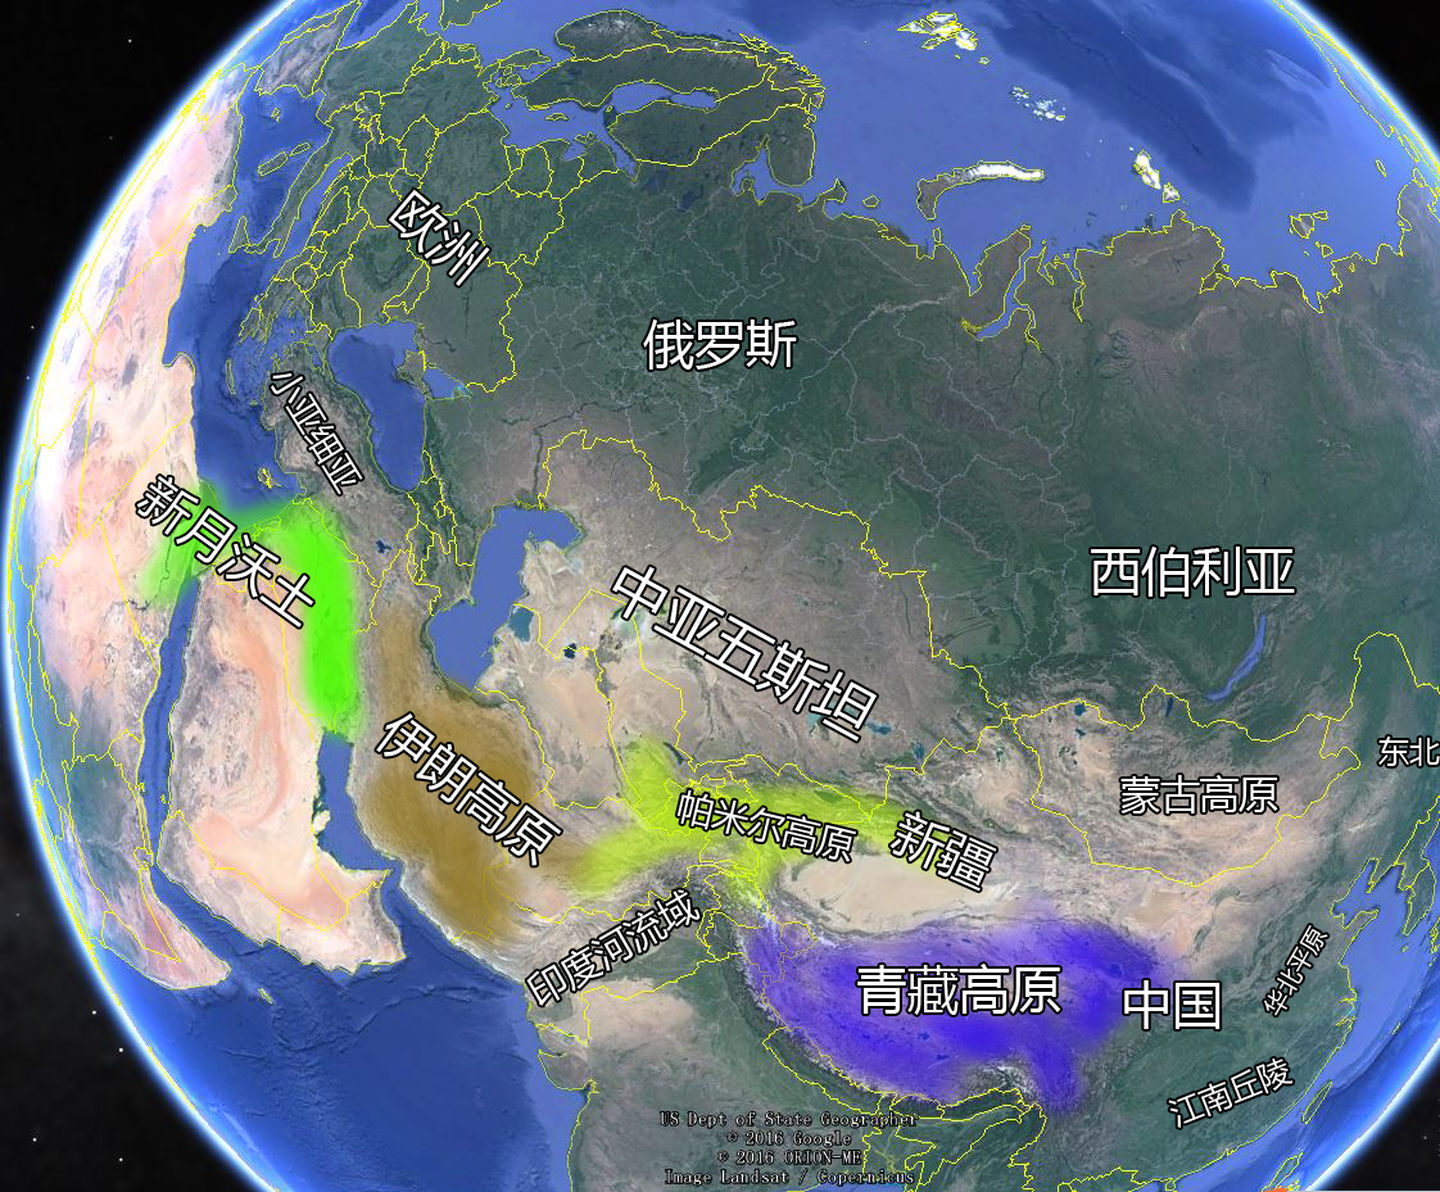 欧洲
俄罗斯
小亚细亚
新月沃土
西伯利亚
中亚五斯坦
东北
伊朗高原
蒙古高原
帕米尔高原
新疆
印度河流域
华北平原
青藏高原
中国
江南丘陵
US Dept of State Geographer
© 2016 Google
© 2016 ORION-ME
Image Landsat / Copernicus